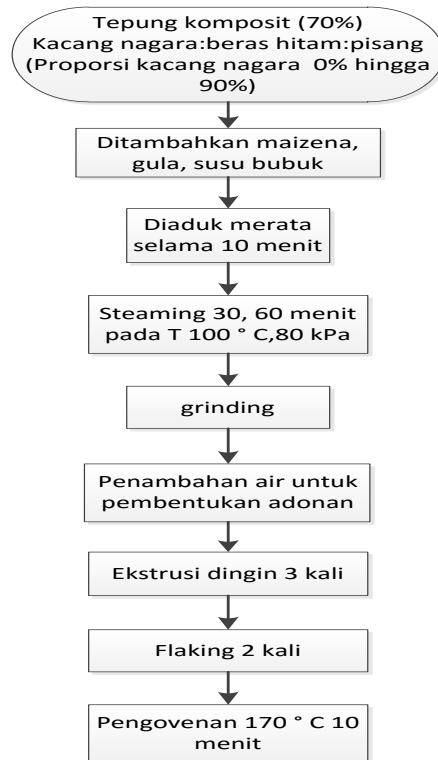 Tepung komposit (70%)
Kacang nagara:beras hitam:pisang
(Proporsi kacang nagara  0% hingga
90%)
Ditambahkan maizena,
gula, susu bubuk
Diaduk merata
selama 10 menit
Steaming 30, 60 menit
pada T 100 ° C,80 kPa
grinding
Penambahan air untuk
pembentukan adonan
Ekstrusi dingin 3 kali
Flaking 2 kali
Pengovenan 170 ° C 10
menit